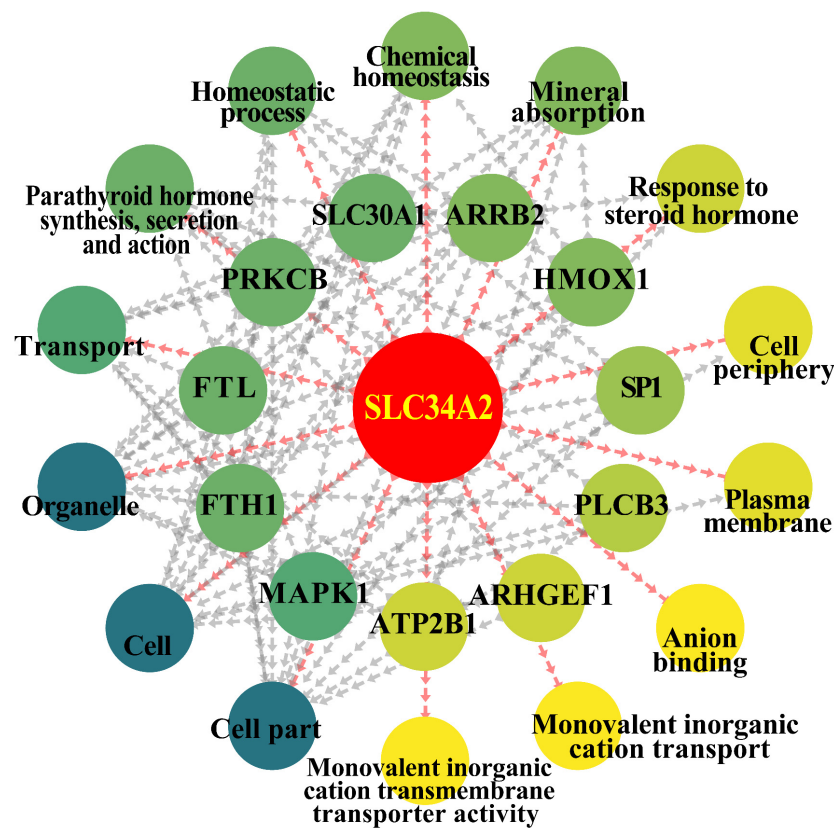 Chemical
homeostasis
Homeostatic
process
Mineral
absorption
Parathyroid hormone
synthesis, secretion
and action
SLC30A1
ARRB2
Response to
steroid hormone
PRKCB
HMOX1
Transport
FTL
SLC34A2
SP1
Cell
periphery
Organelle
FTH1
PLCB3
Plasma
membrane
MAPK1
ATP2B1
ARHGEF1
Cell
Anion
binding
Cell part
Monovalent inorganic
cation transport
Monovalent inorganic
cation transmembrane
transporter activity